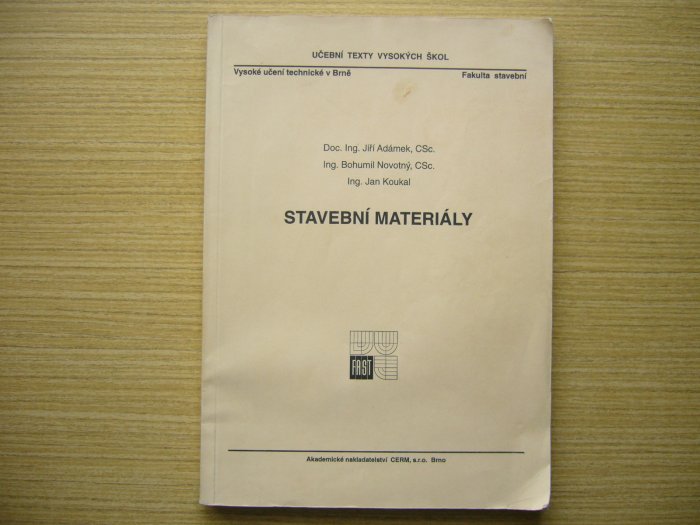 UČEBNÍ TEXTY VYSOKÝCH ŠKOL
Vysoké učení technické v Brně Fakulta stavební
Doc. Ing. Jiří Adámek, CSc.
Ing. Bohumil Novotný, CSc.
Ing. Jan Koukal
STAVEBNÍ MATERIÁLY
FAST
Akademické nakladatelství CERM, s.r.o. Brno